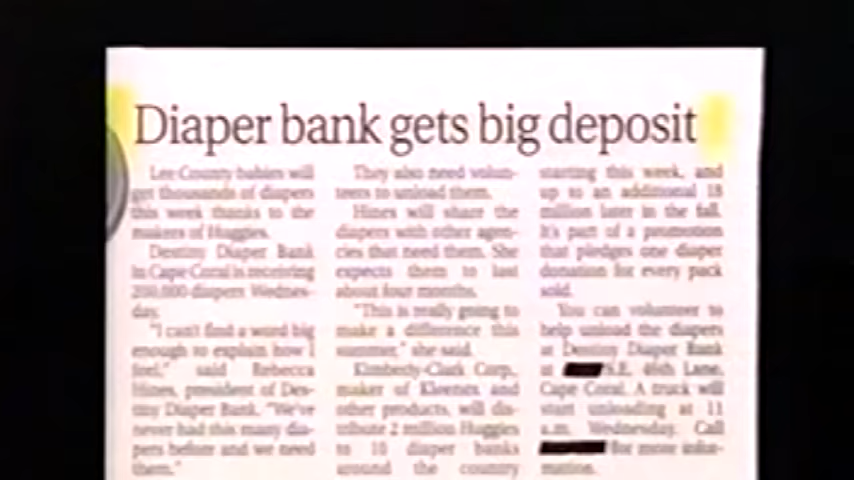 Diaper bank gets big deposit
Lee County babies will
get thousands of diapers
this week thanks to the
makers of Huggies.
Destiny Diaper Bank
in Cape Coral is receiving
200,000 diapers Wednes-
day.
"I can't find a word big
enough to explain how I
feel," said Rebecca
Hines, president of Des-
tiny Diaper Bank. "We've
never had this many dia-
pers before and we need
them."
They also need volun-
teers to unload them.
Hines will share the
diapers with other agen-
cies that need them. She
expects them to last
about four months.
"This is really going to
make a difference this
summer," she said.
Kimberly-Clark Corp.,
maker of Kleenex and
other products, will dis-
tribute 2 million Huggies
to 10 diaper banks
around the country
starting this week, and
up to an additional 18
million later in the fall.
It's part of a promotion
that pledges one diaper
donation for every pack
sold.
You can volunteer to
help unload the diapers
at Destiny Diaper Bank
at S.E. 46th Lane,
Cape Coral. A truck will
start unloading at 11
a.m. Wednesday. Call
for more infor-
mation.